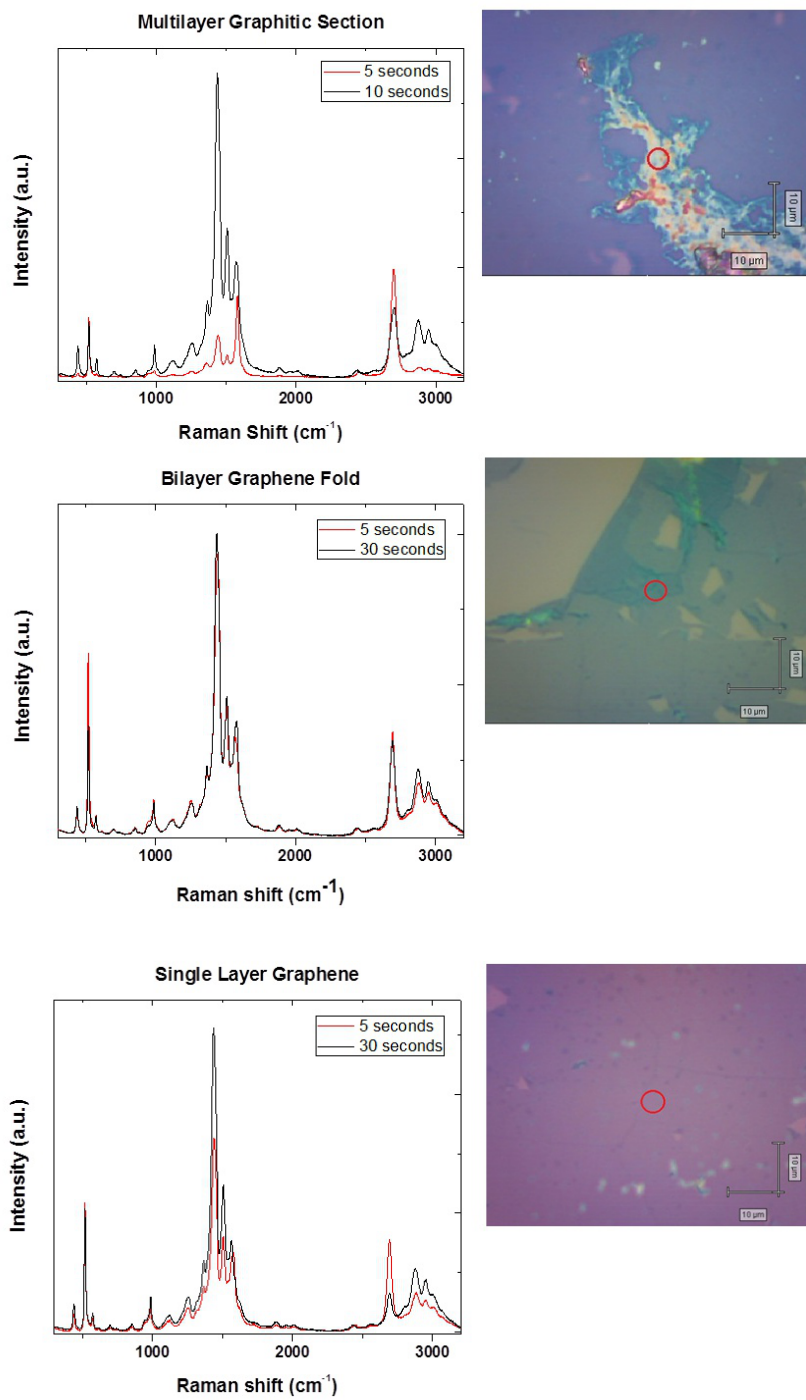 Multilayer Graphitic Section
5 seconds
10 seconds
Intensity (a.u.)
1000 2000 3000
Raman Shift (cm-1)
10 µm
10 µm
Bilayer Graphene Fold
5 seconds
30 seconds
Intensity (a.u.)
1000 2000 3000
Raman shift (cm-1)
10 µm
10 µm
Single Layer Graphene
5 seconds
30 seconds
Intensity (a.u.)
1000 2000 3000
Raman shift (cm-1)
10 µm
10 µm